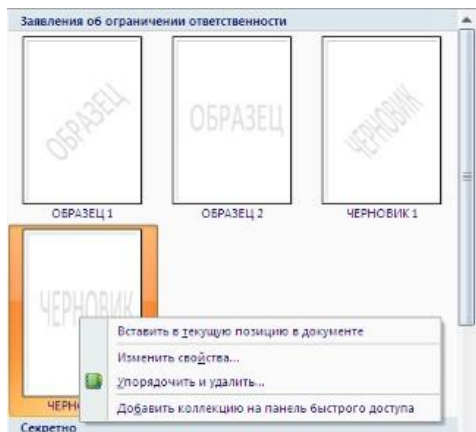 Заявления об ограничении ответственности
ОБРАЗЕЦ
ОБРАЗЕЦ
ЧЕРНОВИК
ОБРАЗЕЦ 1
ОБРАЗЕЦ 2
ЧЕРНОВИК 1
ЧЕРНОВИК
Вставить в текущую позицию в документе
Изменить свойства...
Упорядочить и удалить...
Добавить коллекцию на панель быстрого доступа
Секретно